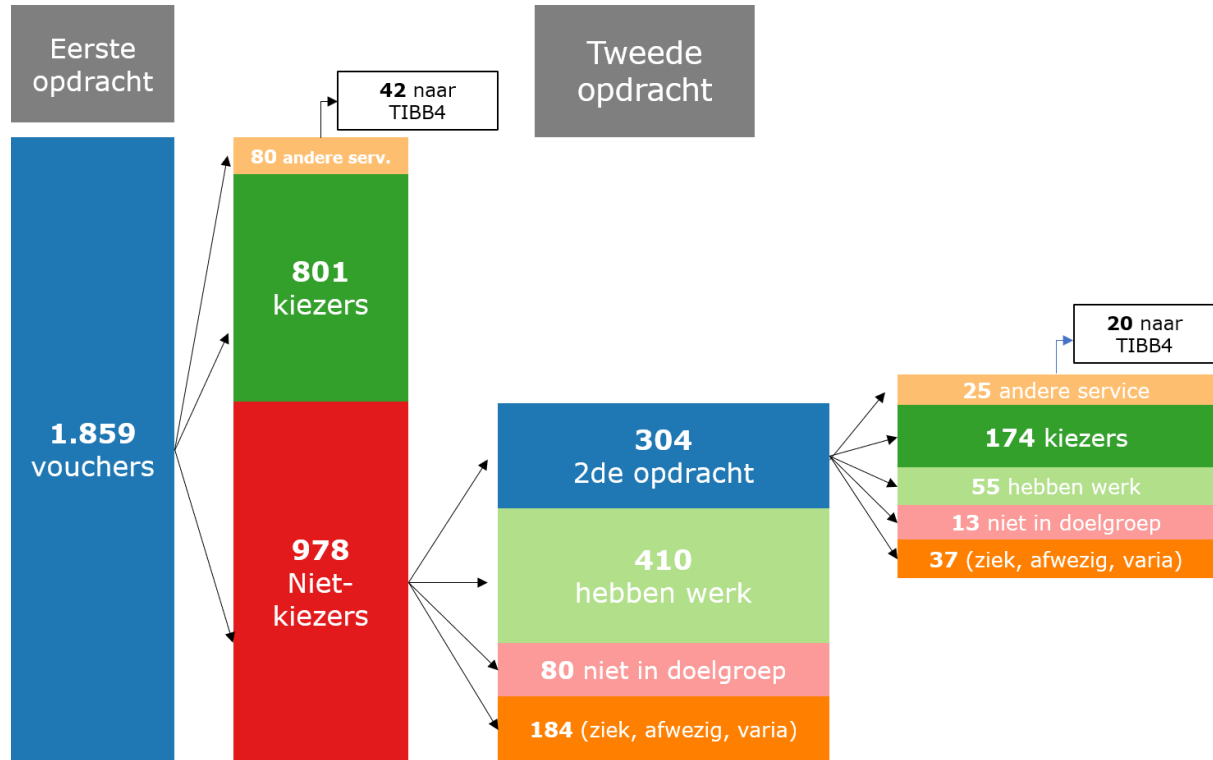 Eerste
opdracht
Tweede
opdracht
42 naar
TIBB4
80 andere serv.
801
kiezers
1.859
vouchers
978
Niet-
kiezers
304
2de opdracht
410
hebben werk
80 niet in doelgroep
184 (ziek, afwezig, varia)
20 naar
TIBB4
25 andere service
174 kiezers
55 hebben werk
13 niet in doelgroep
37 (ziek, afwezig, varia)